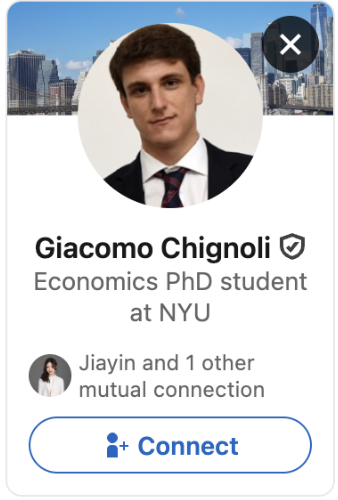 Giacomo Chignoli
Economics PhD student
at NYU
Jiayin and 1 other
mutual connection
Connect